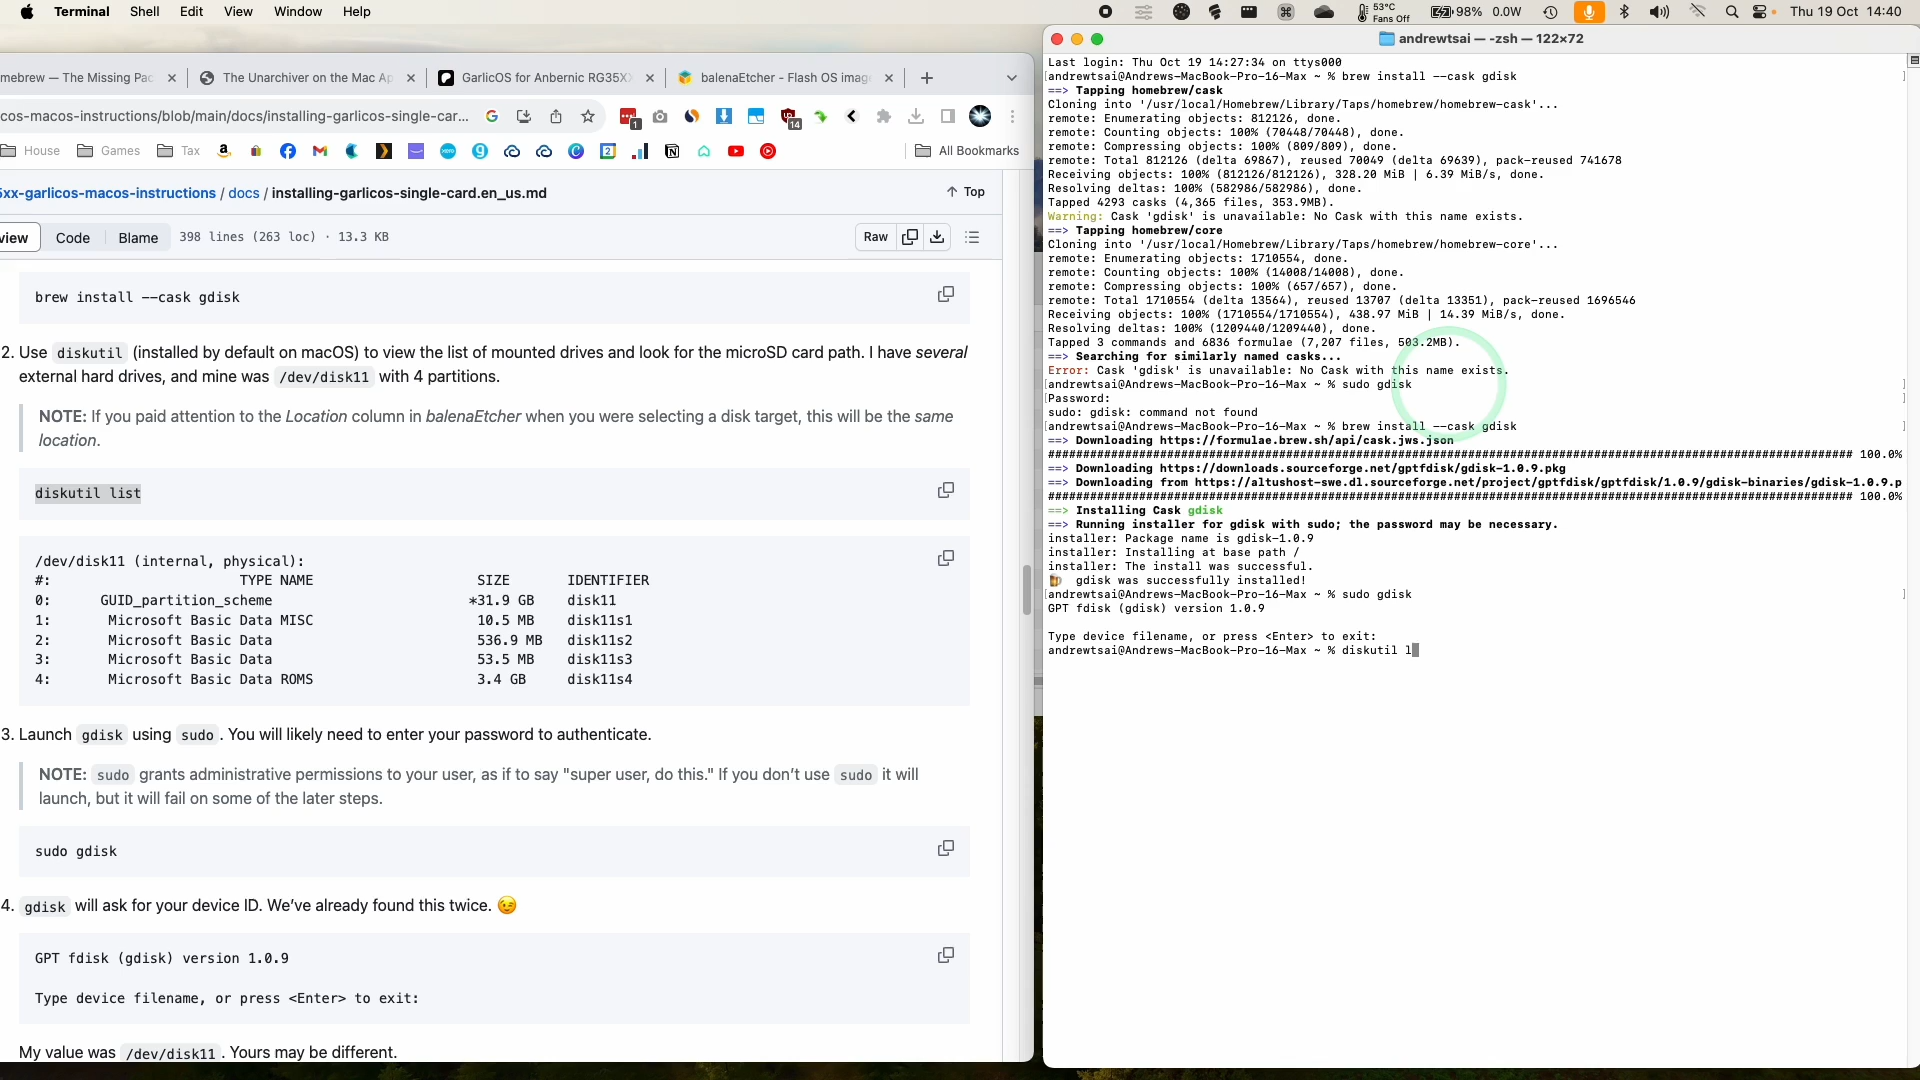 Terminal Shell Edit View Window Help
53°C
Fans Off
98% 0.0W
Thu 19 Oct 14:40
mebrew — The Missing Pac
The Unarchiver on the Mac Ap
GarlicOS for Anbernic RG35XX
balenaEtcher - Flash OS image
cos-macos-instructions/blob/main/docs/installing-garlicos-single-car...
1
14
House Games Tax
All Bookmarks
5xx-garlicos-macos-instructions / docs / installing-garlicos-single-card.en_us.md
Top
view Code Blame 398 lines (263 loc) · 13.3 KB
Raw
brew install --cask gdisk
2. Use diskutil (installed by default on macOS) to view the list of mounted drives and look for the microSD card path. I have several
external hard drives, and mine was /dev/disk11 with 4 partitions.
NOTE: If you paid attention to the Location column in balenaEtcher when you were selecting a disk target, this will be the same
location.
diskutil list
/dev/disk11 (internal, physical):
#: TYPE NAME SIZE IDENTIFIER
0: GUID_partition_scheme *31.9 GB disk11
1: Microsoft Basic Data MISC 10.5 MB disk11s1
2: Microsoft Basic Data 536.9 MB disk11s2
3: Microsoft Basic Data 53.5 MB disk11s3
4: Microsoft Basic Data ROMS 3.4 GB disk11s4
3. Launch gdisk using sudo. You will likely need to enter your password to authenticate.
NOTE: sudo grants administrative permissions to your user, as if to say "super user, do this." If you don't use sudo it will
launch, but it will fail on some of the later steps.
sudo gdisk
4. gdisk will ask for your device ID. We've already found this twice. 😉
GPT fdisk (gdisk) version 1.0.9
Type device filename, or press <Enter> to exit:
My value was /dev/disk11. Yours may be different.
andrewtsai — -zsh — 122×72
Last login: Thu Oct 19 14:27:34 on ttys000
[andrewtsai@Andrews-MacBook-Pro-16-Max ~ % brew install --cask gdisk ]
==> Tapping homebrew/cask
Cloning into '/usr/local/Homebrew/Library/Taps/homebrew/homebrew-cask'...
remote: Enumerating objects: 812126, done.
remote: Counting objects: 100% (70448/70448), done.
remote: Compressing objects: 100% (809/809), done.
remote: Total 812126 (delta 69867), reused 70049 (delta 69639), pack-reused 741678
Receiving objects: 100% (812126/812126), 328.20 MiB | 6.39 MiB/s, done.
Resolving deltas: 100% (582986/582986), done.
Tapped 4293 casks (4,365 files, 353.9MB).
Warning: Cask 'gdisk' is unavailable: No Cask with this name exists.
==> Tapping homebrew/core
Cloning into '/usr/local/Homebrew/Library/Taps/homebrew/homebrew-core'...
remote: Enumerating objects: 1710554, done.
remote: Counting objects: 100% (14008/14008), done.
remote: Compressing objects: 100% (657/657), done.
remote: Total 1710554 (delta 13564), reused 13707 (delta 13351), pack-reused 1696546
Receiving objects: 100% (1710554/1710554), 438.97 MiB | 14.39 MiB/s, done.
Resolving deltas: 100% (1209440/1209440), done.
Tapped 3 commands and 6836 formulae (7,207 files, 503.2MB).
==> Searching for similarly named casks...
Error: Cask 'gdisk' is unavailable: No Cask with this name exists.
[andrewtsai@Andrews-MacBook-Pro-16-Max ~ % sudo gdisk ]
[Password: ]
sudo: gdisk: command not found
[andrewtsai@Andrews-MacBook-Pro-16-Max ~ % brew install --cask gdisk ]
==> Downloading https://formulae.brew.sh/api/cask.jws.json
################################################################################################################### 100.0%
==> Downloading https://downloads.sourceforge.net/gptfdisk/gdisk-1.0.9.pkg
==> Downloading from https://altushost-swe.dl.sourceforge.net/project/gptfdisk/gptfdisk/1.0.9/gdisk-binaries/gdisk-1.0.9.p
################################################################################################################### 100.0%
==> Installing Cask gdisk
==> Running installer for gdisk with sudo; the password may be necessary.
installer: Package name is gdisk-1.0.9
installer: Installing at base path /
installer: The install was successful.
🍺 gdisk was successfully installed!
[andrewtsai@Andrews-MacBook-Pro-16-Max ~ % sudo gdisk ]
GPT fdisk (gdisk) version 1.0.9
Type device filename, or press <Enter> to exit:
andrewtsai@Andrews-MacBook-Pro-16-Max ~ % diskutil l